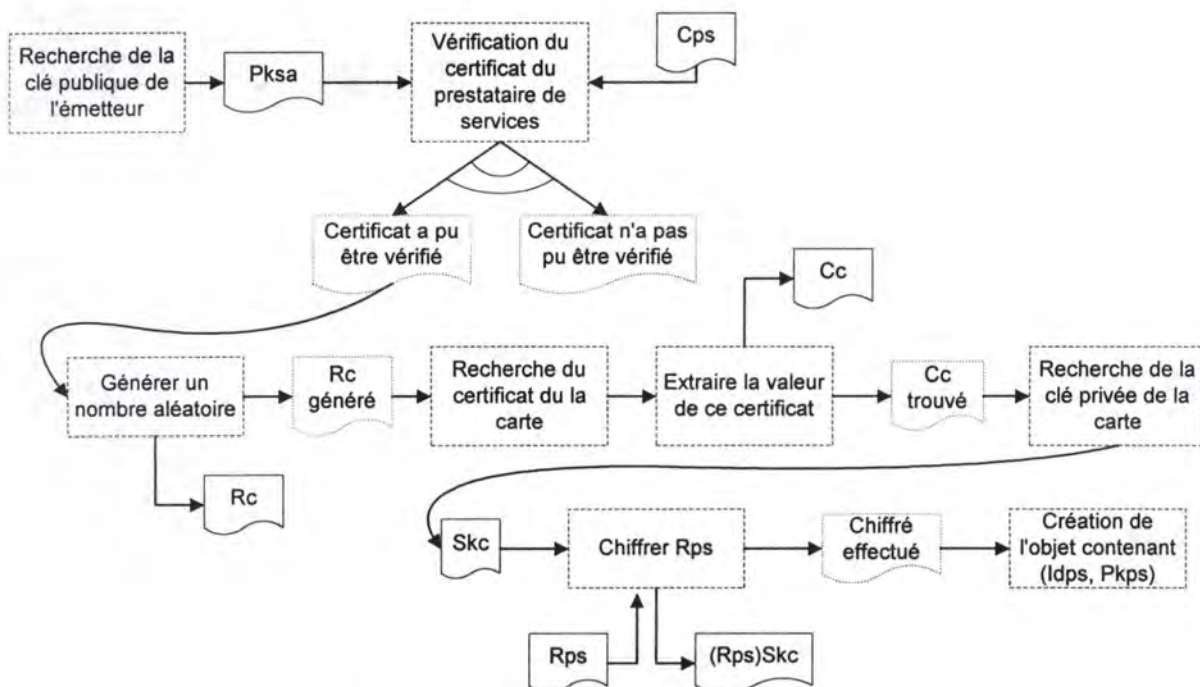 Recherche de la
clé publique de
l'émetteur
Pksa
Vérification du
certificat du
prestataire de
services
Cps
Certificat a pu
être vérifié
Certificat n'a pas
pu être vérifié
Cc
Générer un
nombre aléatoire
Rc
généré
Recherche du
certificat du la
carte
Extraire la valeur
de ce certificat
Cc
trouvé
Recherche de la
clé privée de la
carte
Rc
Skc
Chiffrer Rps
Chiffré
effectué
Création de
l'objet contenant
(Idps, Pkps)
Rps
(Rps)Skc